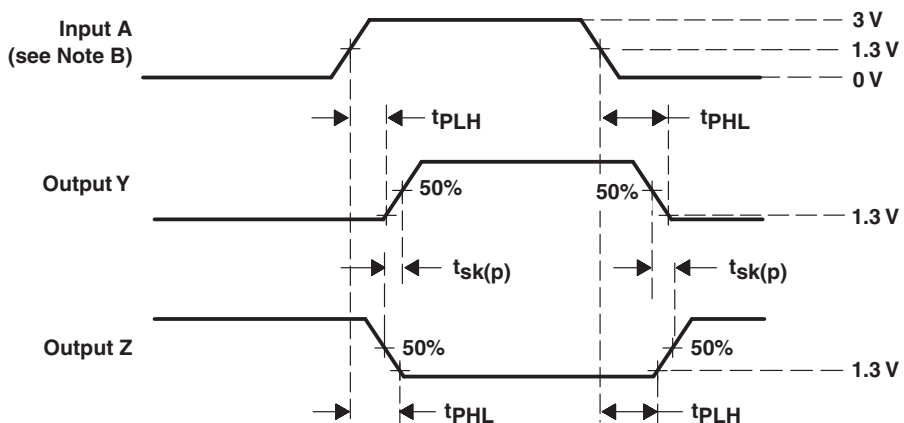 Input A
(see Note B)
3 V
1.3 V
0 V
tPLH
tPHL
Output Y
50%
50%
1.3 V
tsk(p)
tsk(p)
Output Z
50%
50%
1.3 V
tPHL
tPLH